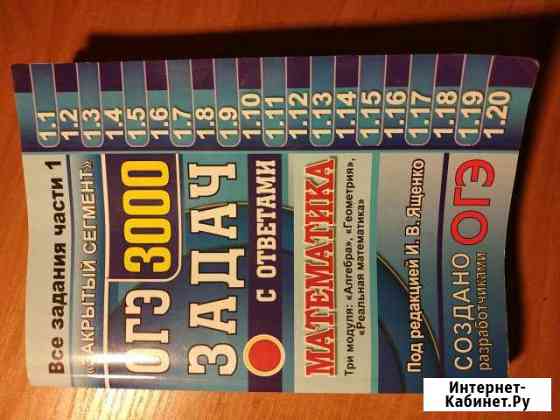 1.1
1.2
1.3
1.4
1.5
1.6
1.7
1.8
1.9
1.10
1.11
1.12
1.13
1.14
1.15
1.16
1.17
1.18
1.19
1.20
Все задания части 1
«ЗАКРЫТЫЙ СЕГМЕНТ»
ОГЭ 3000
ЗАДАЧ
С ОТВЕТАМИ
МАТЕМАТИКА
Три модуля: «Алгебра», «Геометрия»,
«Реальная математика»
Под редакцией И. В. Ященко
СОЗДАНО
разработчиками
ОГЭ
Интернет-
Кабинет.Ру